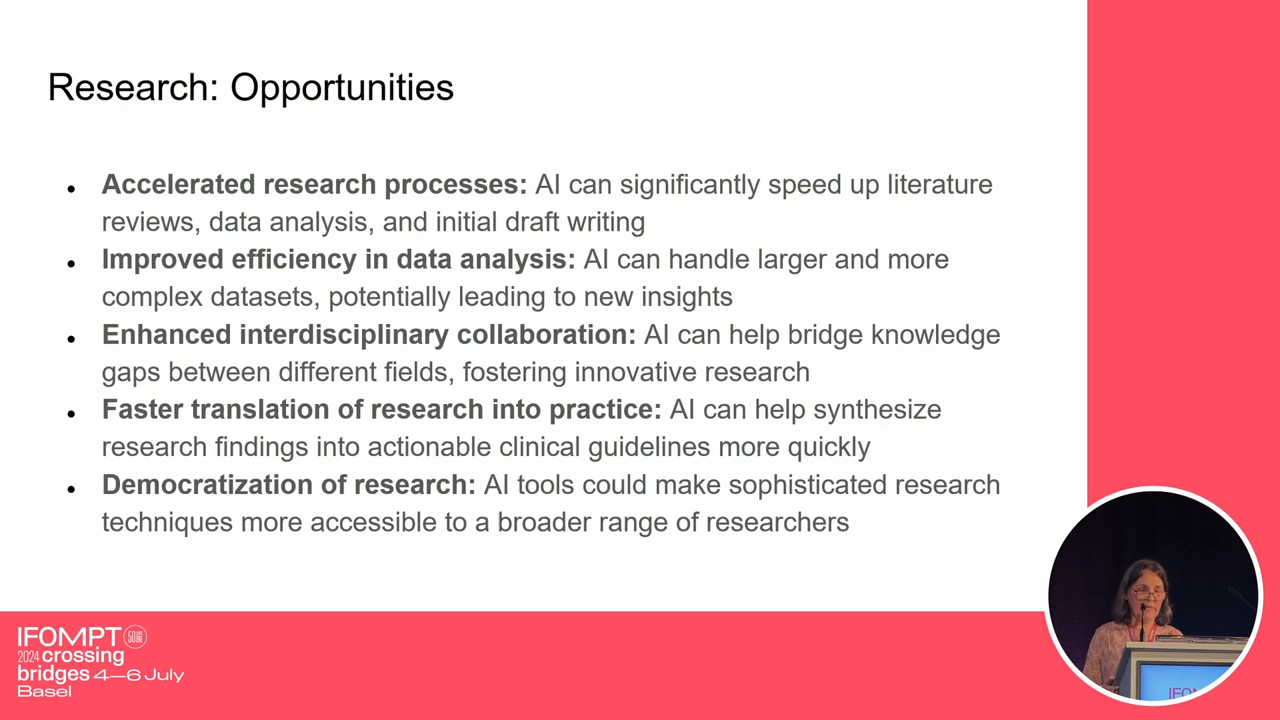 Research: Opportunities
Accelerated research processes: AI can significantly speed up literature
reviews, data analysis, and initial draft writing
Improved efficiency in data analysis: AI can handle larger and more
complex datasets, potentially leading to new insights
Enhanced interdisciplinary collaboration: AI can help bridge knowledge
gaps between different fields, fostering innovative research
Faster translation of research into practice: AI can help synthesize
research findings into actionable clinical guidelines more quickly
Democratization of research: AI tools could make sophisticated research
techniques more accessible to a broader range of researchers
IFOMPT
2024 crossing
bridges 4—6 July
Basel